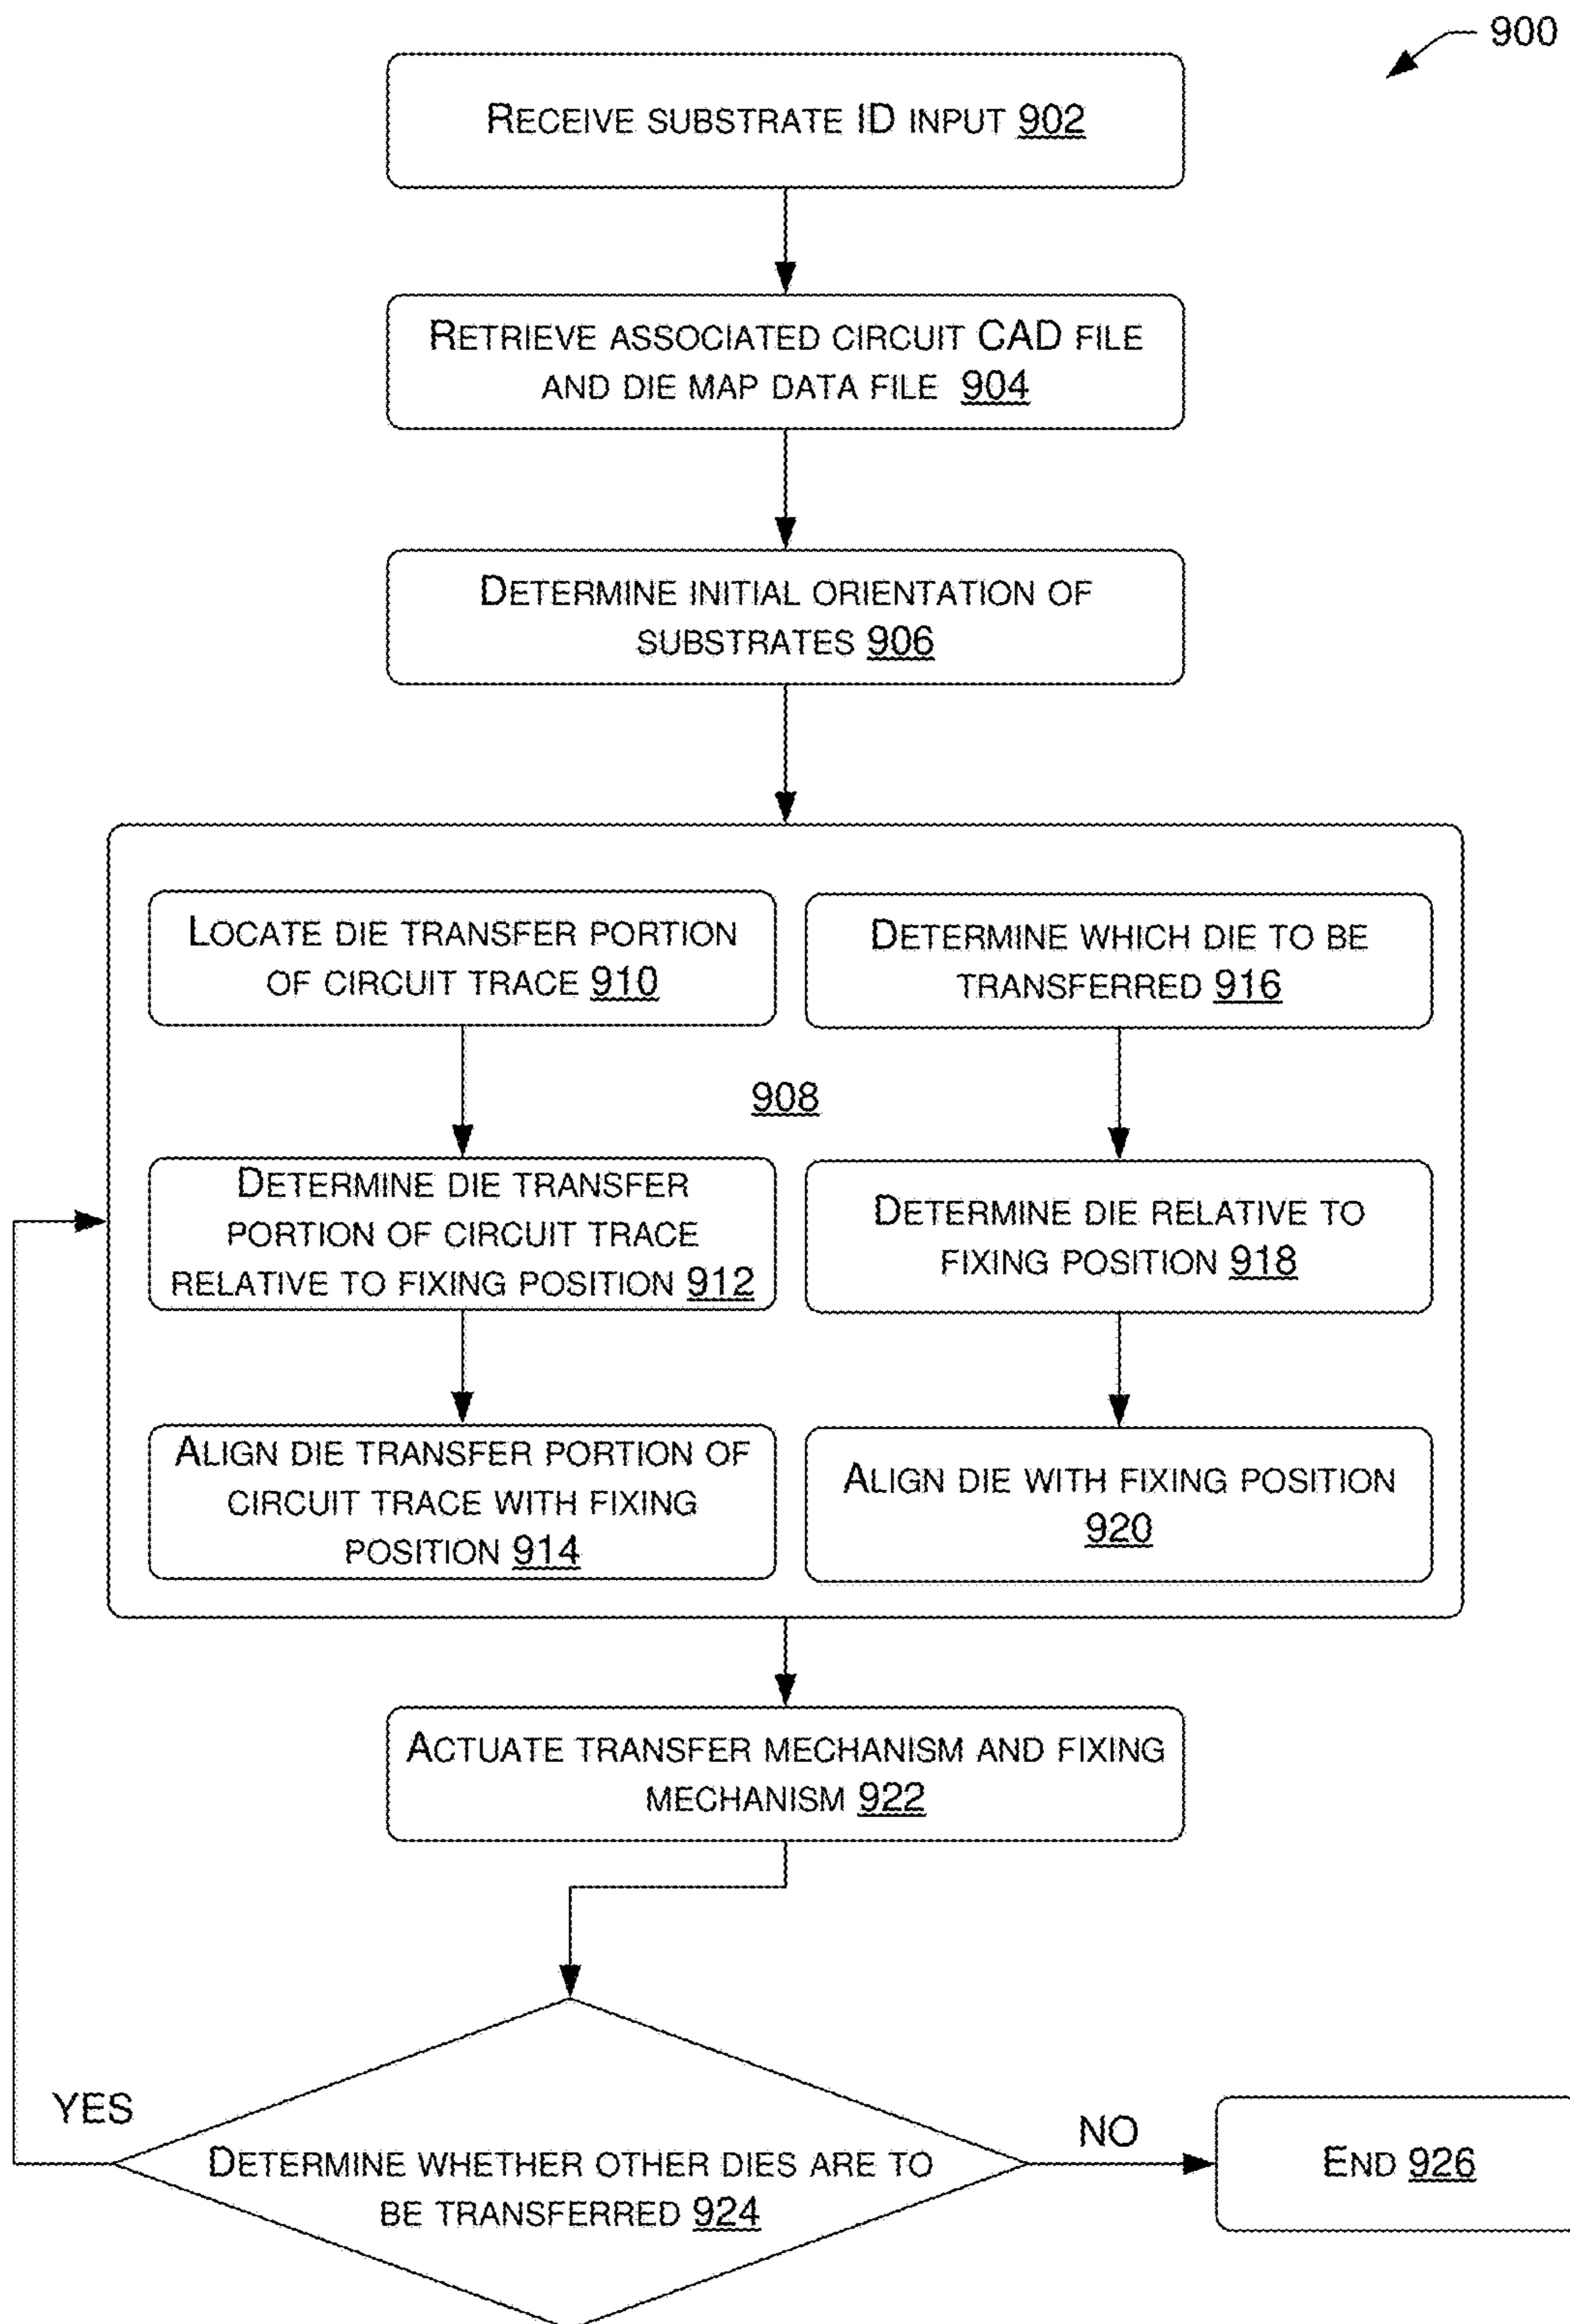 900
RECEIVE SUBSTRATE ID INPUT 902
RETRIEVE ASSOCIATED CIRCUIT CAD FILE
AND DIE MAP DATA FILE 904
DETERMINE INITIAL ORIENTATION OF
SUBSTRATES 906
LOCATE DIE TRANSFER PORTION
OF CIRCUIT TRACE 910
DETERMINE WHICH DIE TO BE
TRANSFERRED 916
908
DETERMINE DIE TRANSFER
PORTION OF CIRCUIT TRACE
RELATIVE TO FIXING POSITION 912
DETERMINE DIE RELATIVE TO
FIXING POSITION 918
ALIGN DIE TRANSFER PORTION OF
CIRCUIT TRACE WITH FIXING
POSITION 914
ALIGN DIE WITH FIXING POSITION
920
ACTUATE TRANSFER MECHANISM AND FIXING
MECHANISM 922
YES
DETERMINE WHETHER OTHER DIES ARE TO
BE TRANSFERRED 924
NO
END 926